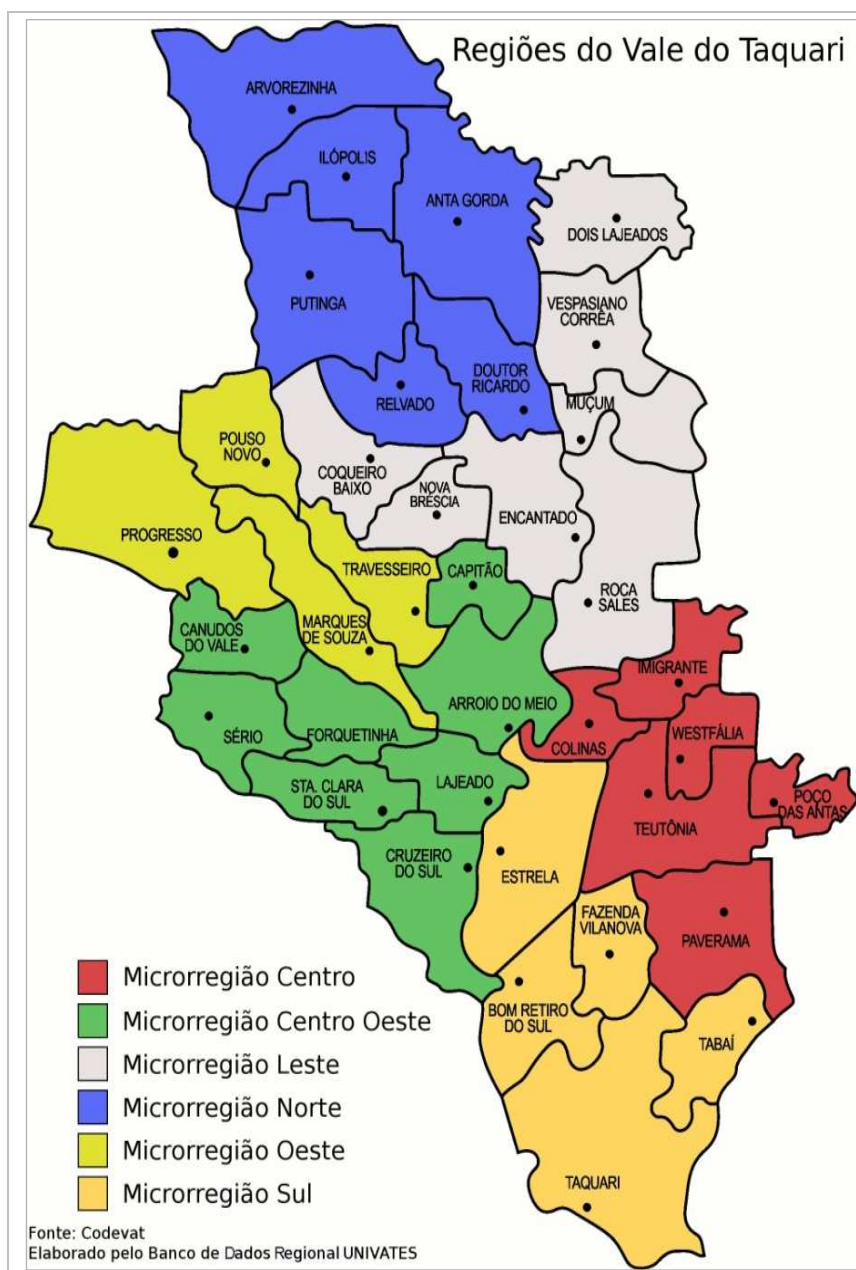 Regiões do Vale do Taquari
ARVOREZINHA
ILÓPOLIS
ANTA GORDA
DOIS LAJEADOS
PUTINGA
VESPASIANO
CORRÊA
DOUTOR
RICARDO
RELVADO
MUÇUM
POUSO
NOVO
COQUEIRO
BAIXO
NOVA
BRÉSCIA
ENCANTADO
PROGRESSO
TRAVESSEIRO
CAPITÃO
ROCA
SALES
CANUDOS
DO VALE
MARQUES
DE SOUZA
IMIGRANTE
ARROIO DO MEIO
SÉRIO
FORQUETINHA
COLINAS
WESTFÁLIA
STA. CLARA
DO SUL
LAJEADO
POÇO
DAS ANTAS
TEUTÔNIA
CRUZEIRO
DO SUL
ESTRELA
FAZENDA
VILANOVA
PAVERAMA
BOM RETIRO
DO SUL
TABAÍ
TAQUARI
Microrregião Centro
Microrregião Centro Oeste
Microrregião Leste
Microrregião Norte
Microrregião Oeste
Microrregião Sul
Fonte: Codevat
Elaborado pelo Banco de Dados Regional UNIVATES